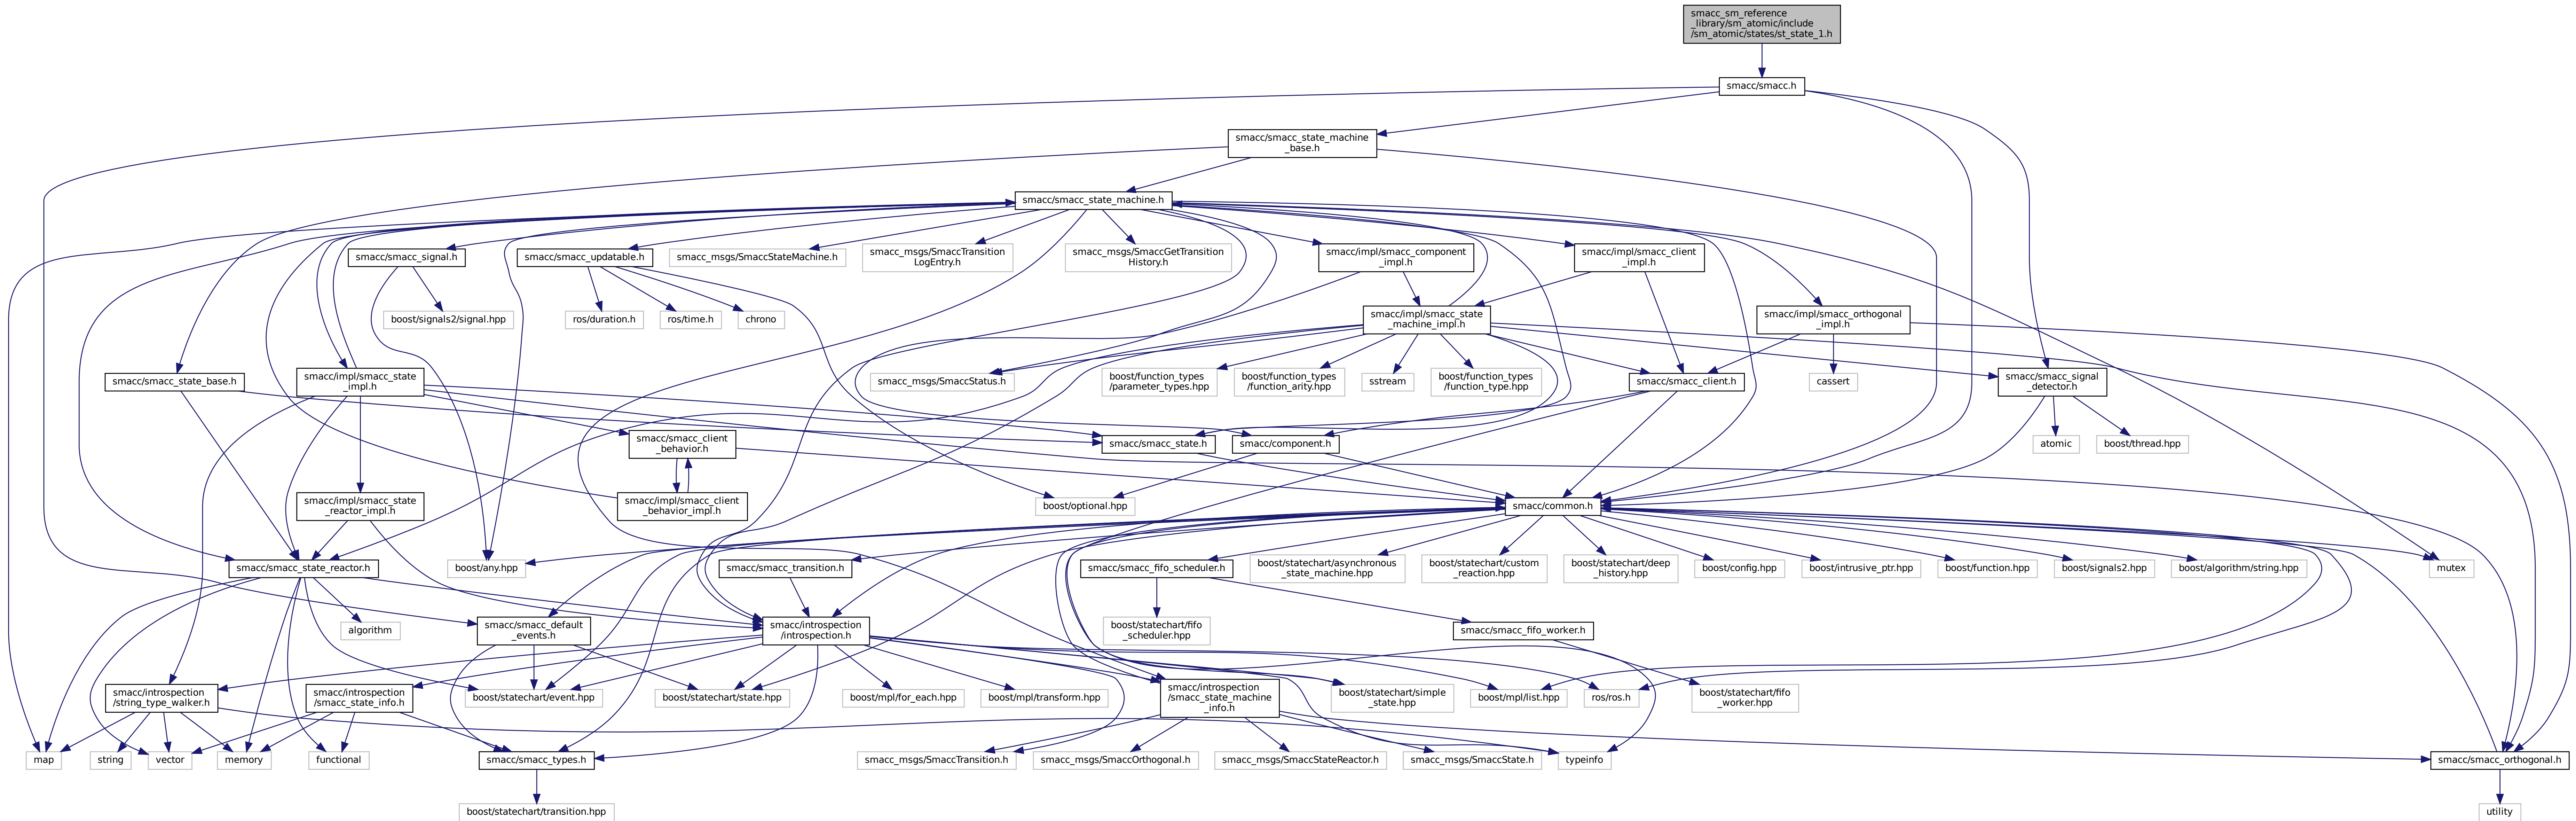 smacc_sm_reference
_library/sm_atomic/include
/sm_atomic/states/st_state_1.h
smacc/smacc.h
smacc/smacc_state_machine
_base.h
smacc/smacc_state_machine.h
smacc/smacc_signal.h
smacc/smacc_updatable.h
smacc_msgs/SmaccStateMachine.h
smacc_msgs/SmaccTransition
LogEntry.h
smacc_msgs/SmaccGetTransition
History.h
smacc/impl/smacc_component
_impl.h
smacc/impl/smacc_client
_impl.h
boost/signals2/signal.hpp
ros/duration.h
ros/time.h
chrono
smacc/impl/smacc_state
_machine_impl.h
smacc/impl/smacc_orthogonal
_impl.h
smacc/smacc_state_base.h
smacc/impl/smacc_state
_impl.h
smacc_msgs/SmaccStatus.h
boost/function_types
/parameter_types.hpp
boost/function_types
/function_arity.hpp
sstream
boost/function_types
/function_type.hpp
smacc/smacc_client.h
cassert
smacc/smacc_signal
_detector.h
smacc/smacc_client
_behavior.h
smacc/smacc_state.h
smacc/component.h
atomic
boost/thread.hpp
smacc/impl/smacc_state
_reactor_impl.h
smacc/impl/smacc_client
_behavior_impl.h
boost/optional.hpp
smacc/common.h
smacc/smacc_state_reactor.h
boost/any.hpp
smacc/smacc_transition.h
smacc/smacc_fifo_scheduler.h
boost/statechart/asynchronous
_state_machine.hpp
boost/statechart/custom
_reaction.hpp
boost/statechart/deep
_history.hpp
boost/config.hpp
boost/intrusive_ptr.hpp
boost/function.hpp
boost/signals2.hpp
boost/algorithm/string.hpp
mutex
algorithm
smacc/smacc_default
_events.h
smacc/introspection
/introspection.h
boost/statechart/fifo
_scheduler.hpp
smacc/smacc_fifo_worker.h
smacc/introspection
/string_type_walker.h
smacc/introspection
/smacc_state_info.h
boost/statechart/event.hpp
boost/statechart/state.hpp
boost/mpl/for_each.hpp
boost/mpl/transform.hpp
smacc/introspection
/smacc_state_machine
_info.h
boost/statechart/simple
_state.hpp
boost/mpl/list.hpp
ros/ros.h
boost/statechart/fifo
_worker.hpp
map
string
vector
memory
functional
smacc/smacc_types.h
smacc_msgs/SmaccTransition.h
smacc_msgs/SmaccOrthogonal.h
smacc_msgs/SmaccStateReactor.h
smacc_msgs/SmaccState.h
typeinfo
smacc/smacc_orthogonal.h
boost/statechart/transition.hpp
utility